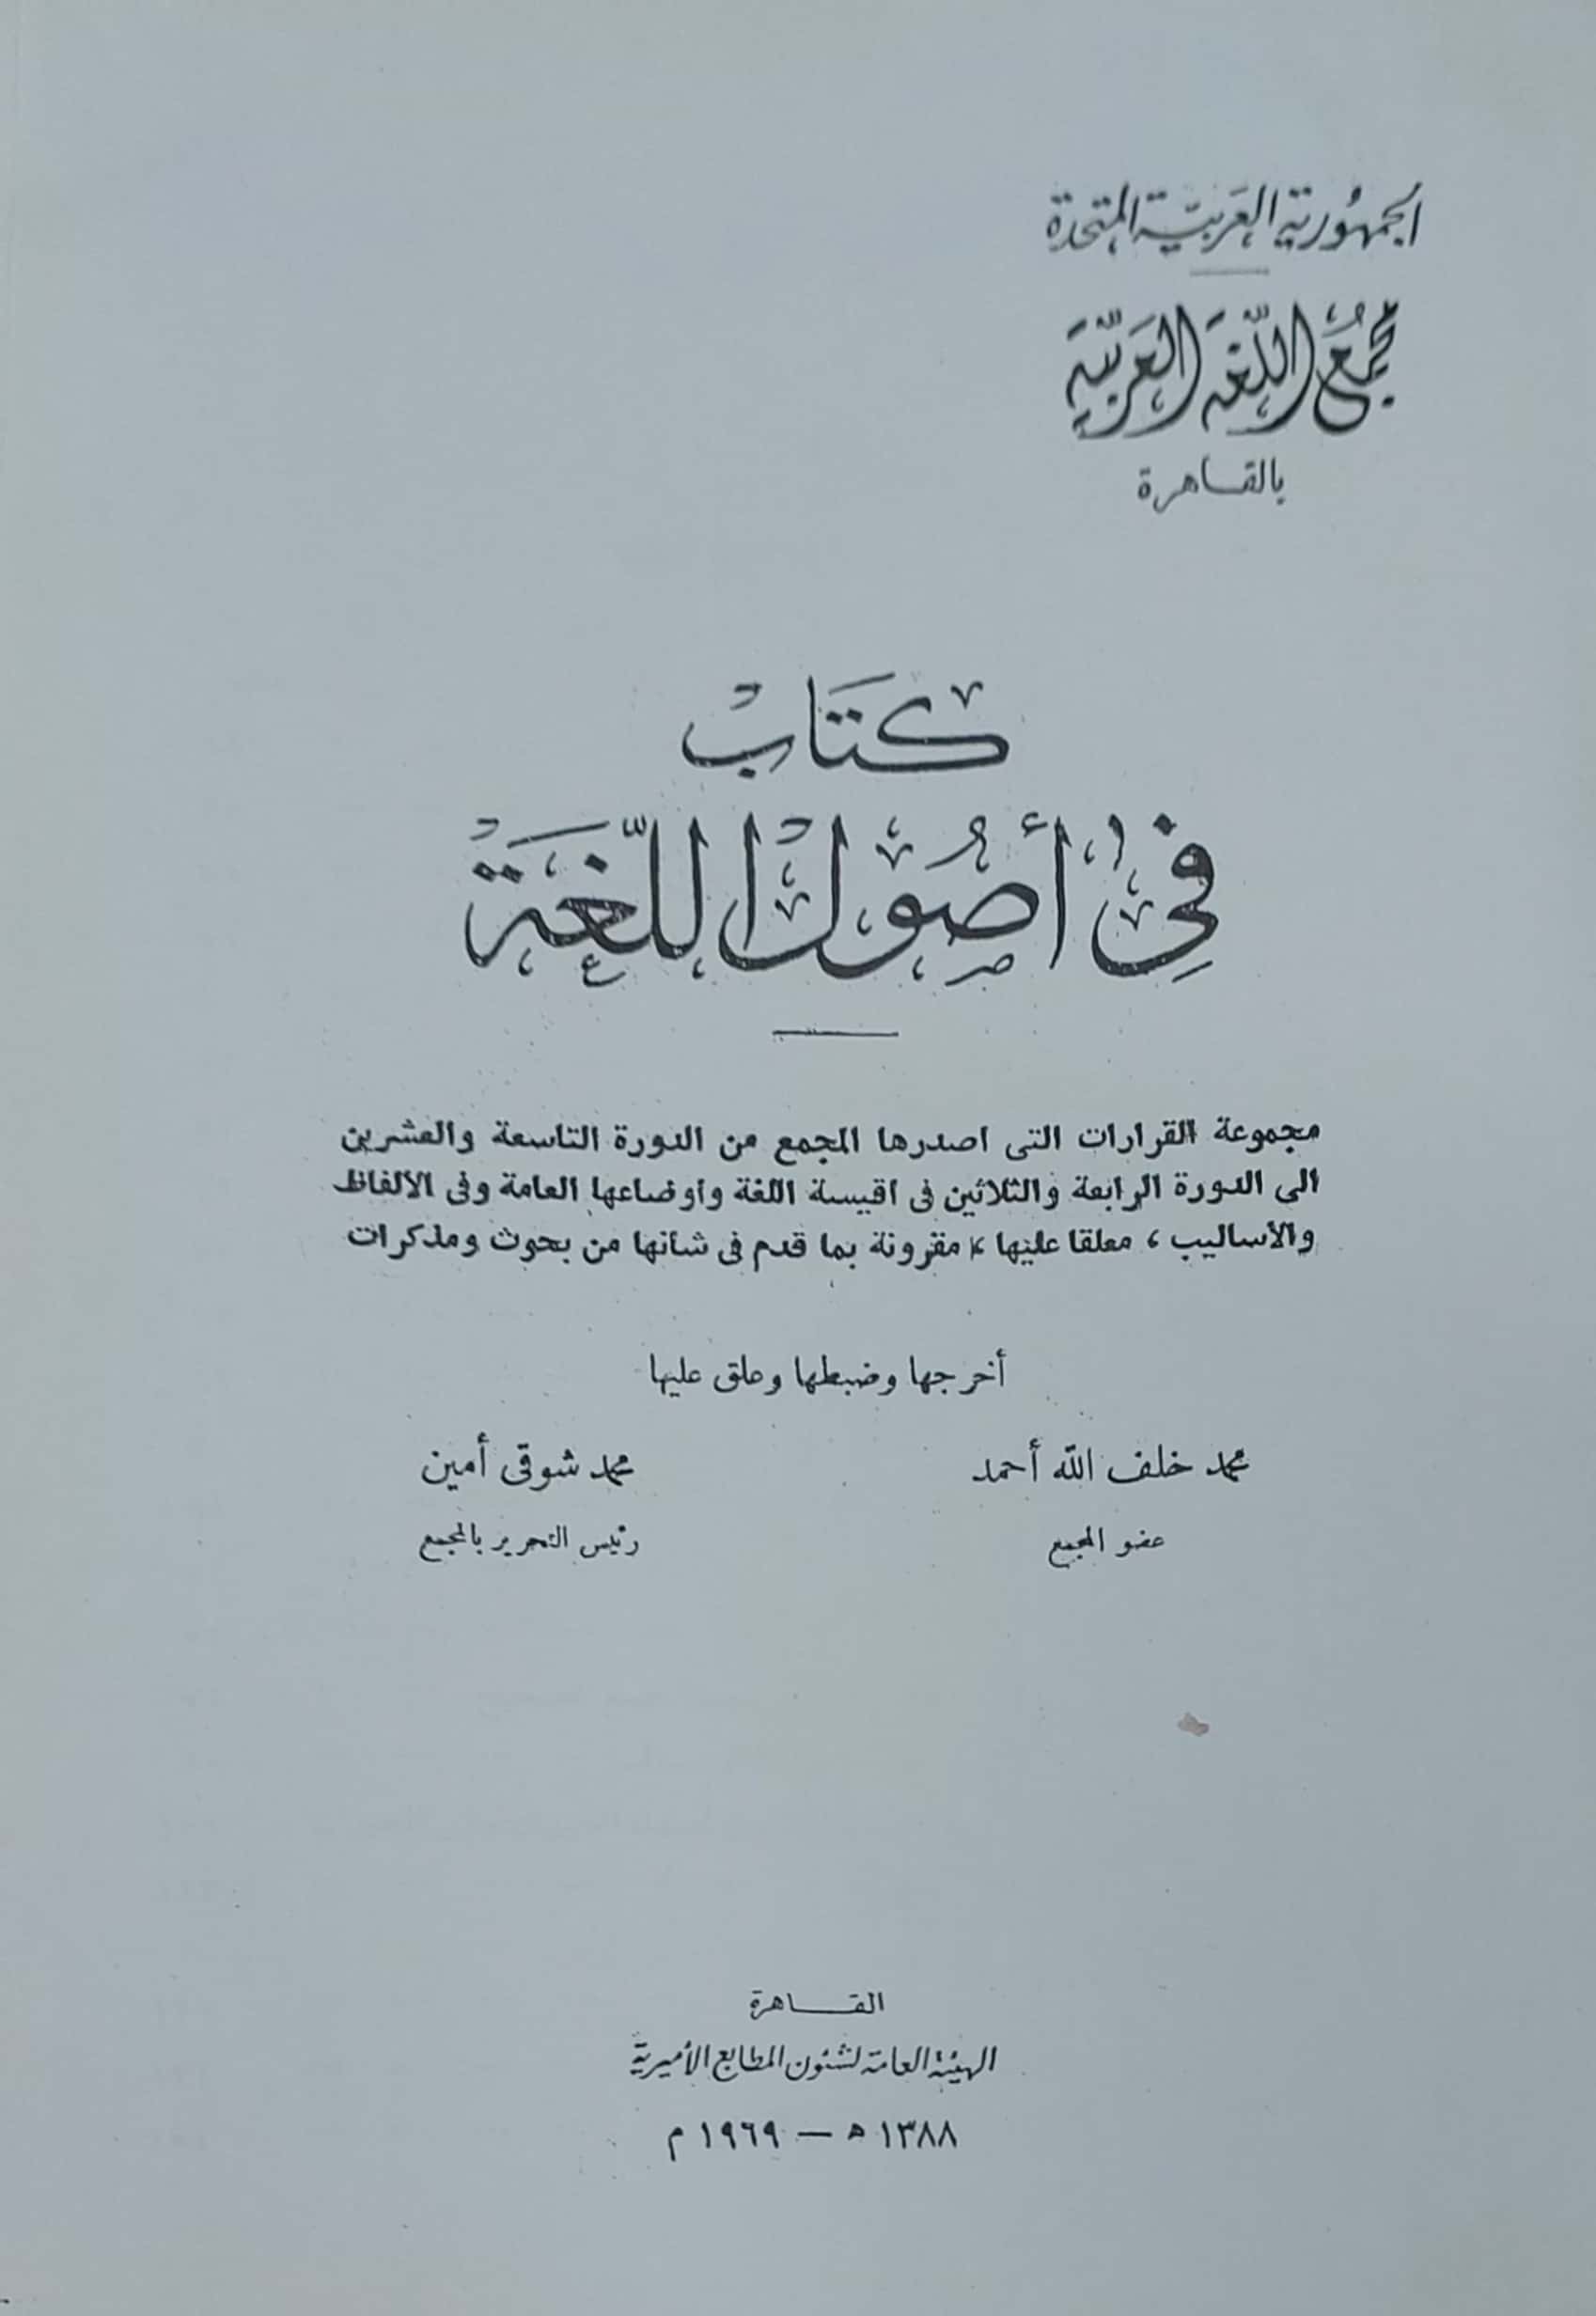 الجمهورية العربية المتحدة
مجمع اللغة العربية
بالقاهرة
كتاب
في أصول اللغة
مجموعة القرارات التى اصدرها المجمع من الدورة التاسعة والعشرين
الى الدورة الرابعة والثلاثين فى اقيسة اللغة وأوضاعها العامة وفى الألفاظ
والأساليب ، معلقا عليها ، مقرونة بما قدم فى شأنها من بحوث ومذكرات
أخرجها وضبطها وعلق عليها
محمد خلف الله أحمد
عضو المجمع
محمد شوقى أمين
رئيس التحرير بالمجمع
القاهرة
الهيئة العامة لشئون المطابع الأميرية
١٣٨٨ ه — ١٩٦٩ م